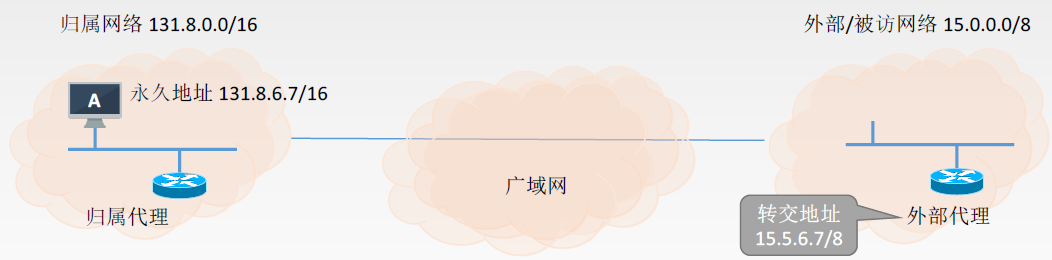 归属网络 131.8.0.0/16
外部/被访网络 15.0.0.0/8
A
永久地址 131.8.6.7/16
广域网
归属代理
转交地址
15.5.6.7/8
外部代理